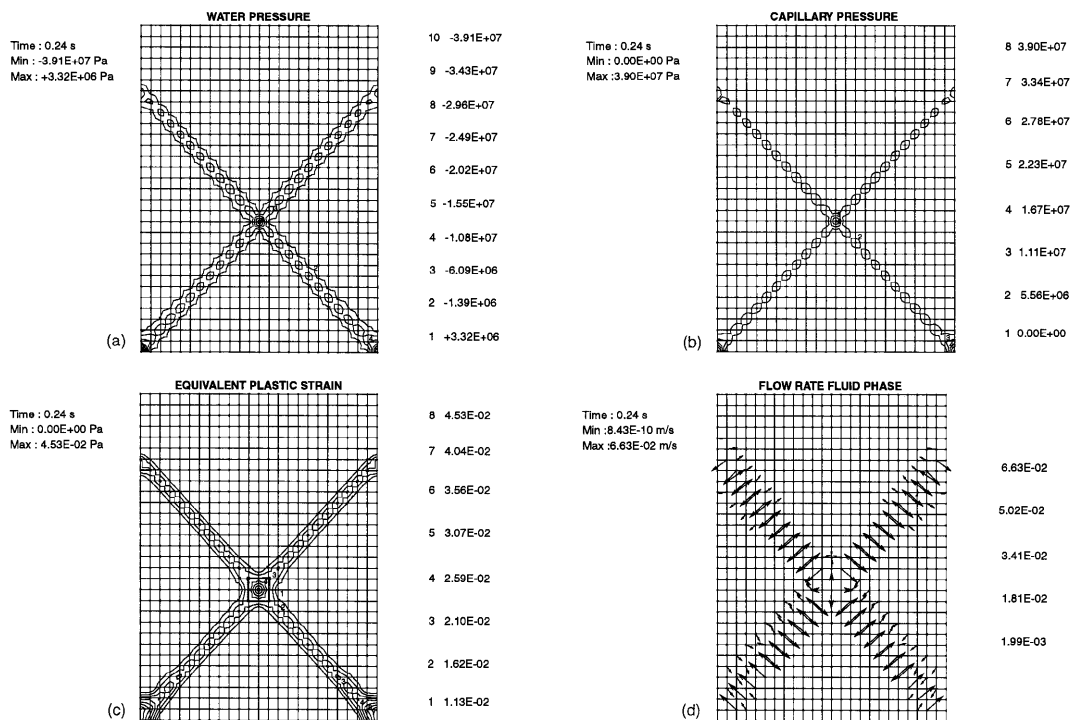 WATER PRESSURE
Time : 0.24 s
Min : -3.91E+07 Pa
Max : +3.32E+06 Pa
10 -3.91E+07
9 -3.43E+07
8 -2.96E+07
7 -2.49E+07
6 -2.02E+07
5 -1.55E+07
4 -1.08E+07
3 -6.09E+06
2 -1.39E+06
1 +3.32E+06
(a)
CAPILLARY PRESSURE
Time : 0.24 s
Min : 0.00E+00 Pa
Max :3.90E+07 Pa
8 3.90E+07
7 3.34E+07
6 2.78E+07
5 2.23E+07
4 1.67E+07
3 1.11E+07
2 5.56E+06
1 0.00E+00
2
3
(b)
EQUIVALENT PLASTIC STRAIN
Time : 0.24 s
Min : 0.00E+00 Pa
Max : 4.53E-02 Pa
8 4.53E-02
7 4.04E-02
6 3.56E-02
5 3.07E-02
4 2.59E-02
3 2.10E-02
2 1.62E-02
1 1.13E-02
(c)
FLOW RATE FLUID PHASE
Time : 0.24 s
Min :8.43E-10 m/s
Max :6.63E-02 m/s
6.63E-02
5.02E-02
3.41E-02
1.81E-02
1.99E-03
(d)